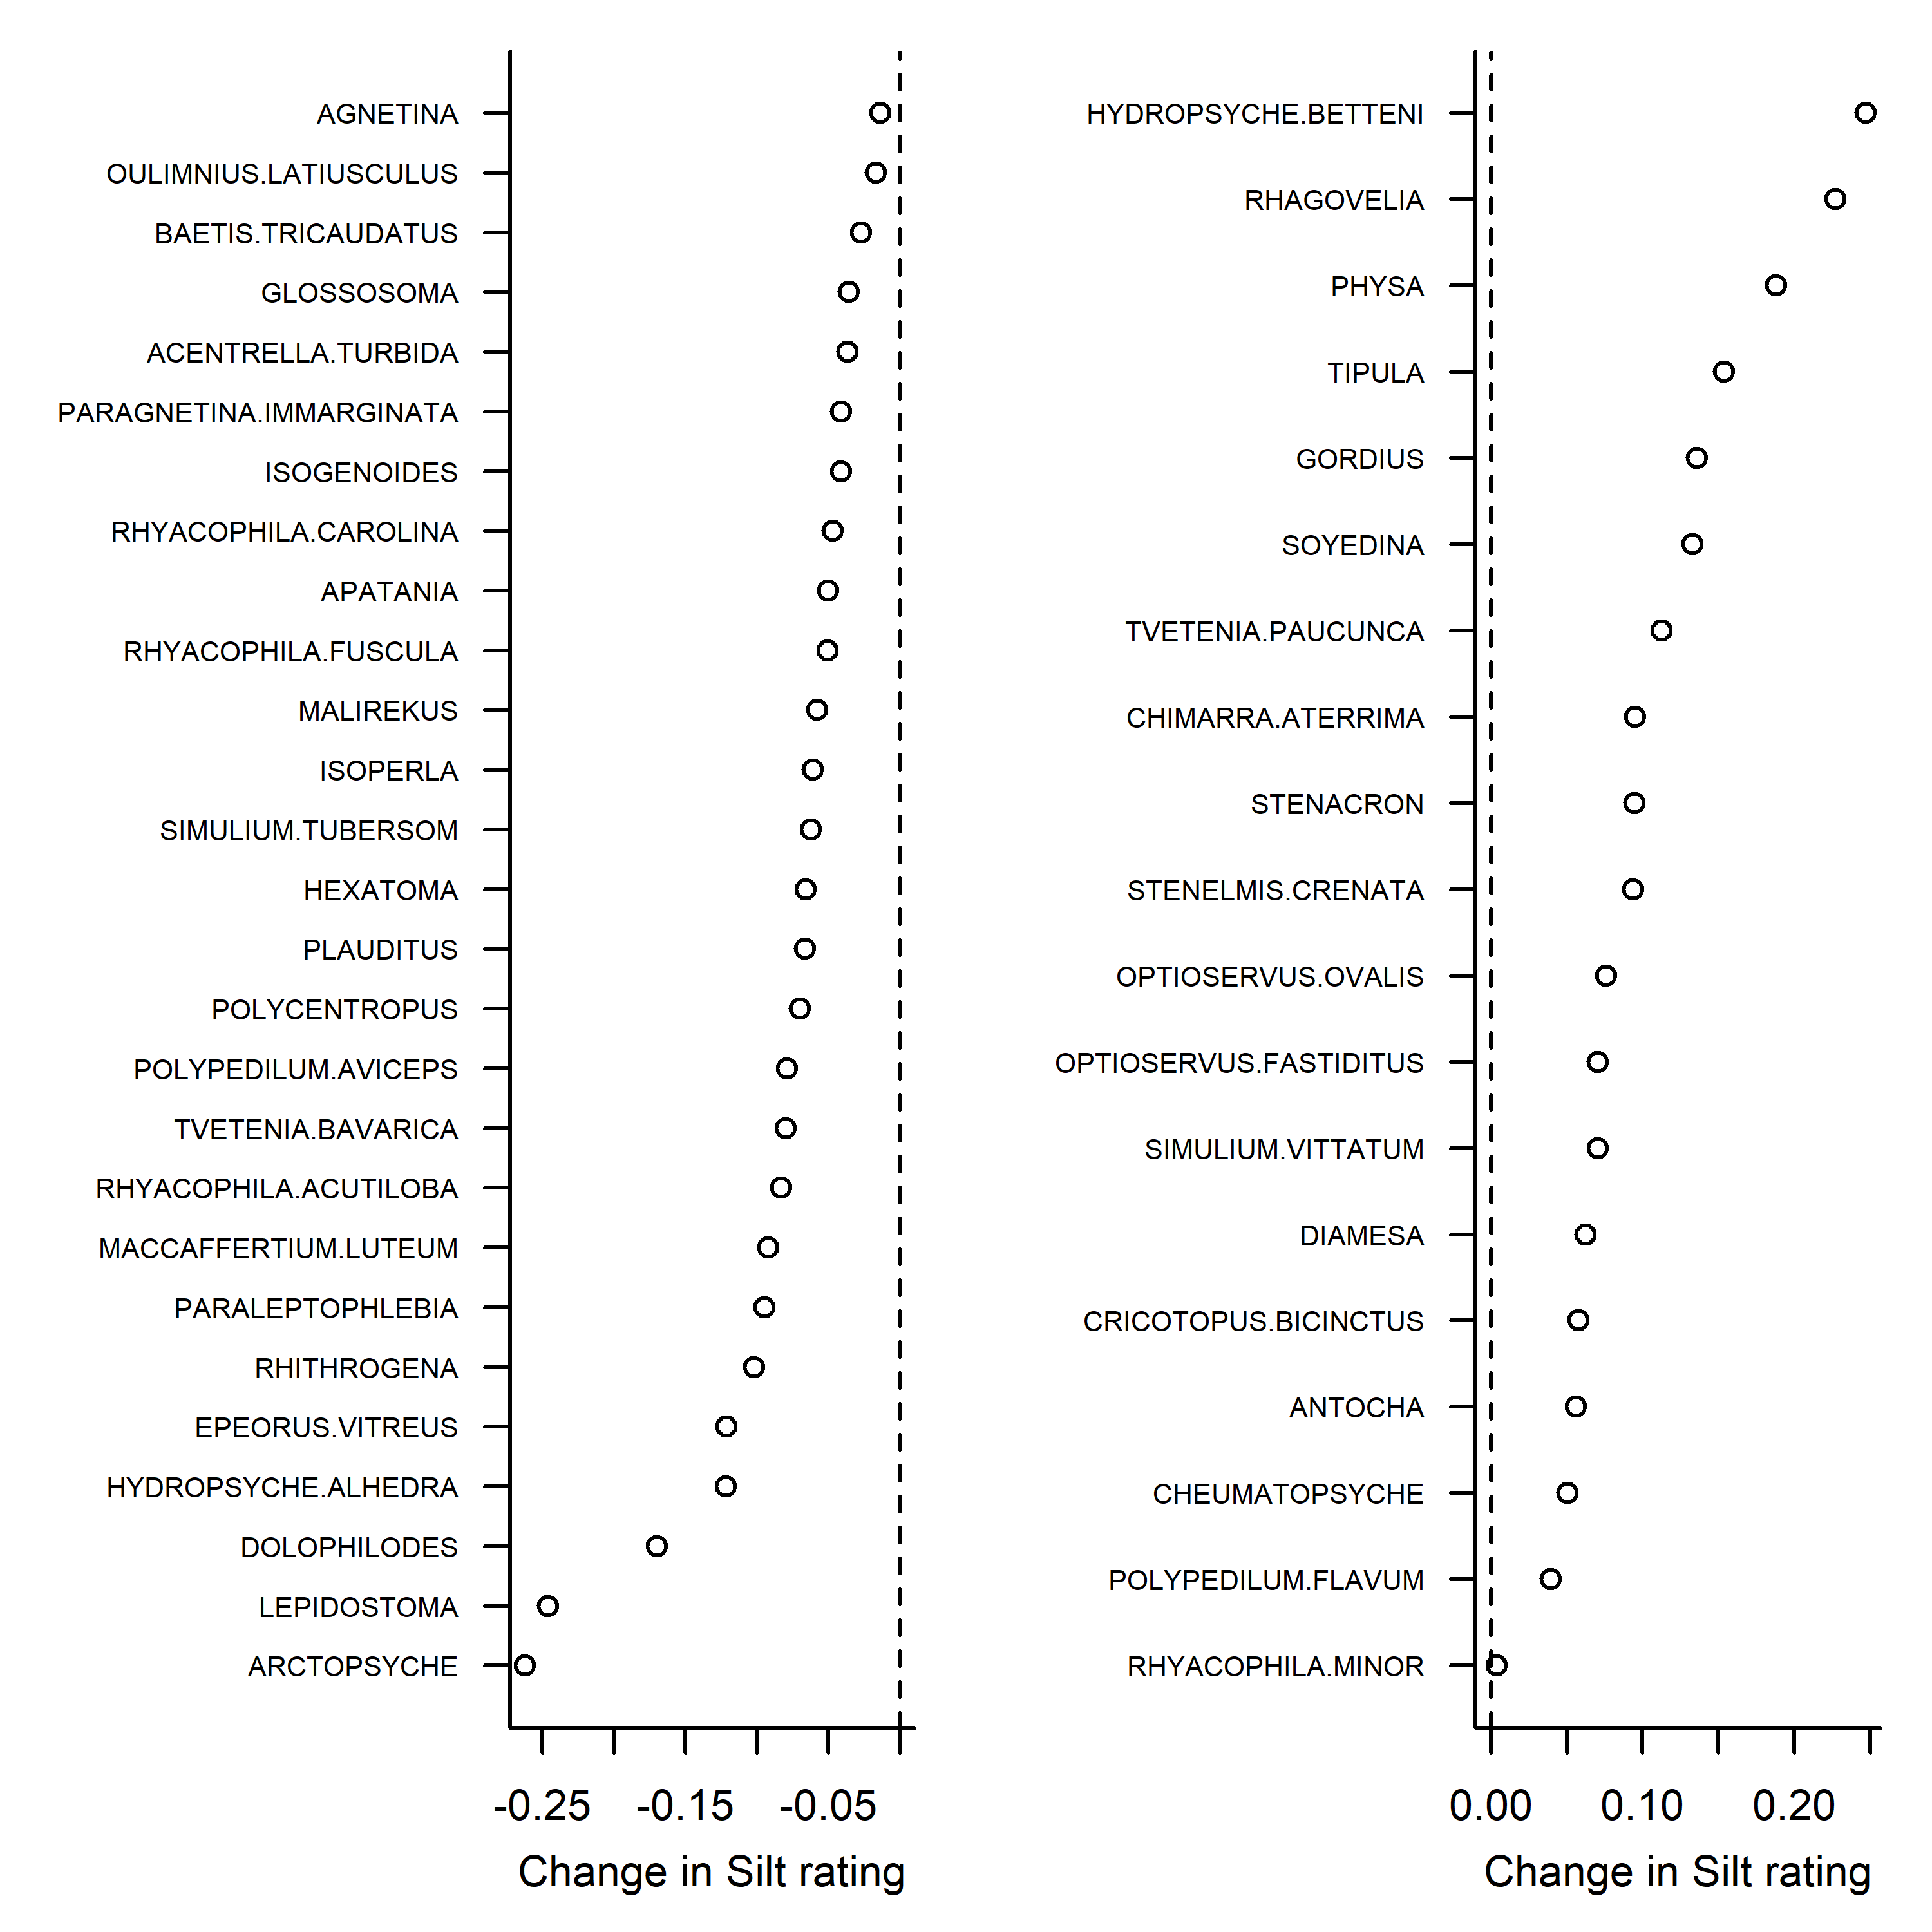 AGNETINA
OULIMNIUS.LATIUSCULUS
BAETIS.TRICAUDATUS
GLOSSOSOMA
ACENTRELLA.TURBIDA
PARAGNETINA.IMMARGINATA
ISOGENOIDES
RHYACOPHILA.CAROLINA
APATANIA
RHYACOPHILA.FUSCULA
MALIREKUS
ISOPERLA
SIMULIUM.TUBERSOM
HEXATOMA
PLAUDITUS
POLYCENTROPUS
POLYPEDILUM.AVICEPS
TVETENIA.BAVARICA
RHYACOPHILA.ACUTILOBA
MACCAFFERTIUM.LUTEUM
PARALEPTOPHLEBIA
RHITHROGENA
EPEORUS.VITREUS
HYDROPSYCHE.ALHEDRA
DOLOPHILODES
LEPIDOSTOMA
ARCTOPSYCHE
-0.25 -0.15 -0.05
Change in Silt rating
HYDROPSYCHE.BETTENI
RHAGOVELIA
PHYSA
TIPULA
GORDIUS
SOYEDINA
TVETENIA.PAUCUNCA
CHIMARRA.ATERRIMA
STENACRON
STENELMIS.CRENATA
OPTIOSERVUS.OVALIS
OPTIOSERVUS.FASTIDITUS
SIMULIUM.VITTATUM
DIAMESA
CRICOTOPUS.BICINCTUS
ANTOCHA
CHEUMATOPSYCHE
POLYPEDILUM.FLAVUM
RHYACOPHILA.MINOR
0.00 0.10 0.20
Change in Silt rating